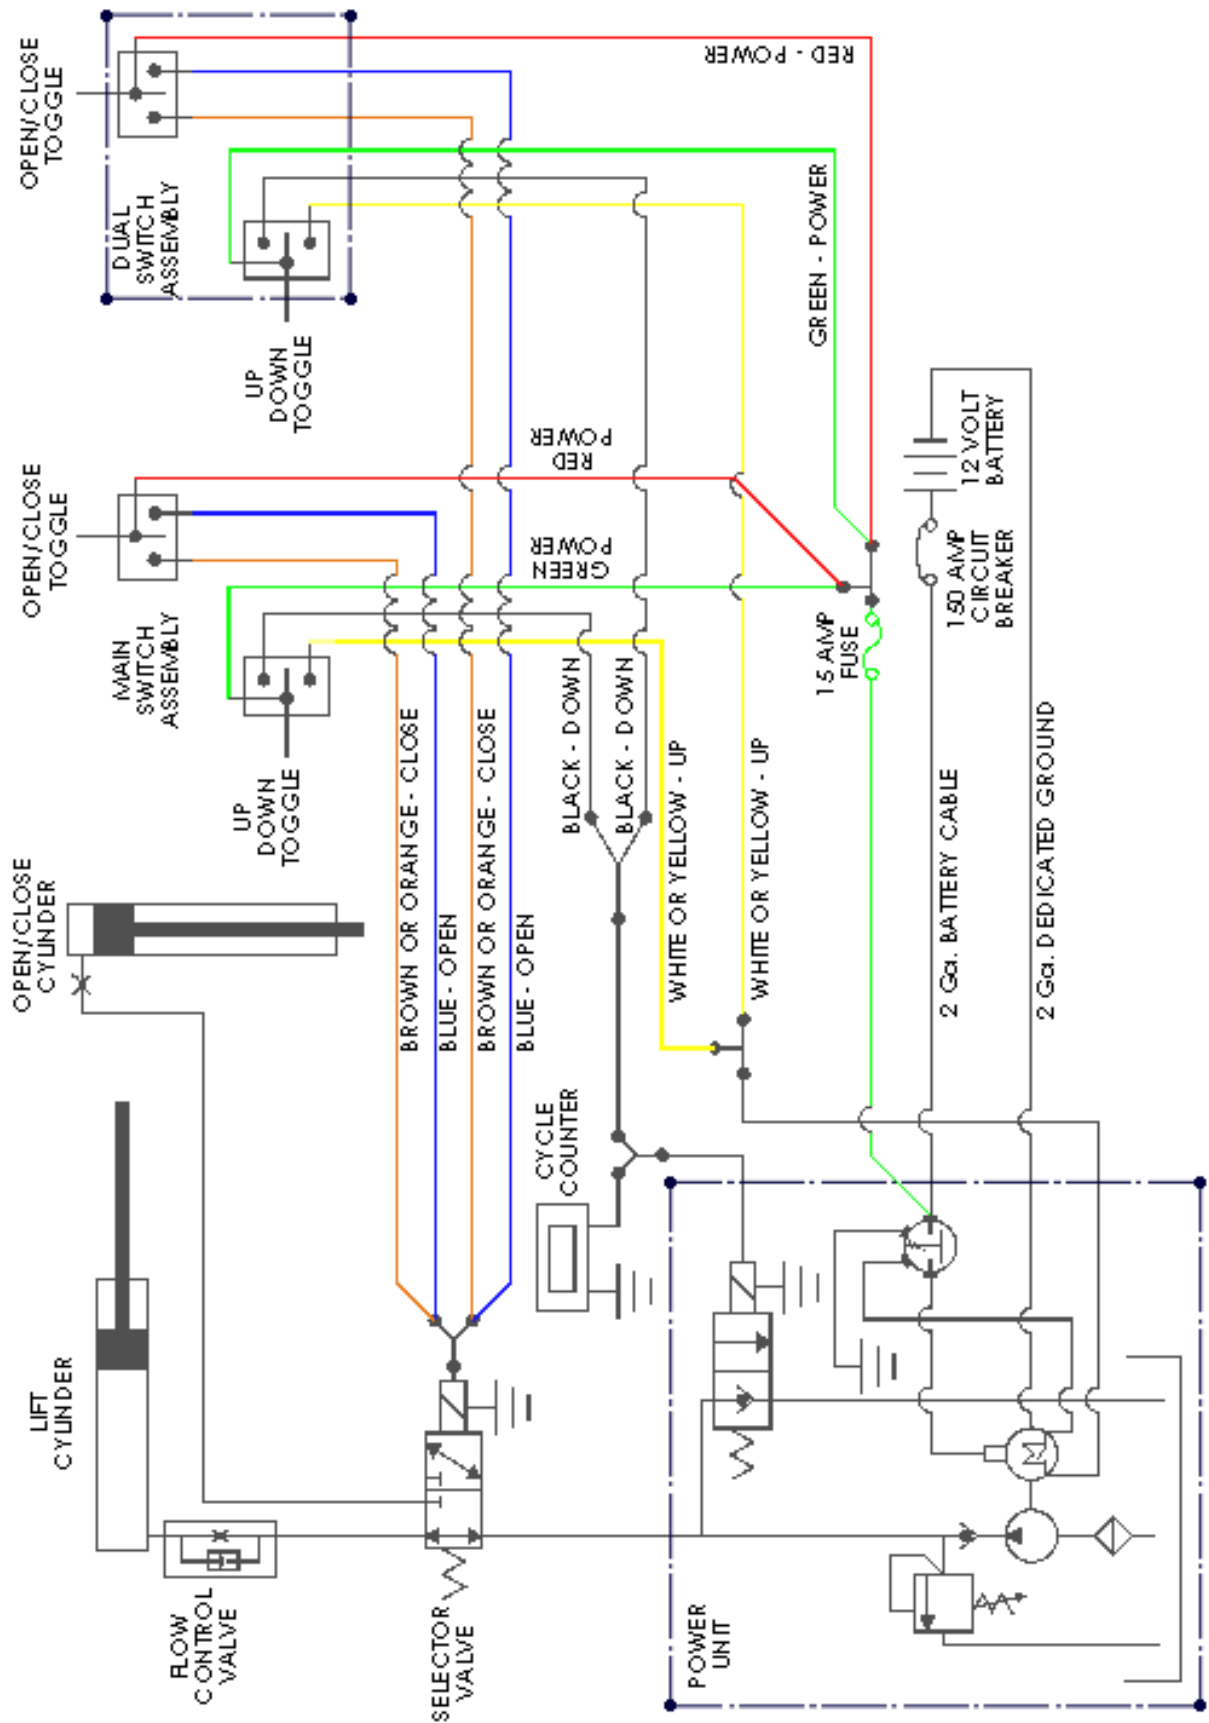 OPEN/CLOSE
TOGGLE
RED - POWER
DUAL
SWITCH
ASSEMBLY
GREEN - POWER
UP
DOWN
TOGGLE
OPEN/CLOSE
TOGGLE
RED
POWER
12 VOLT
BATTERY
GREEN
POWER
150 AMP
CIRCUIT
BREAKER
MAIN
SWITCH
ASSEMBLY
15 AMP
FUSE
UP
DOWN
TOGGLE
BROWN OR ORANGE - CLOSE
BLUE - OPEN
BROWN OR ORANGE - CLOSE
BLUE - OPEN
BLACK - DOWN
BLACK - DOWN
WHITE OR YELLOW - UP
WHITE OR YELLOW - UP
2 Ga. BATTERY CABLE
2 Ga. DEDICATED GROUND
OPEN/CLOSE
CYLINDER
CYCLE
COUNTER
LIFT
CYLINDER
M
FLOW
CONTROL
VALVE
SELECTOR
VALVE
POWER
UNIT